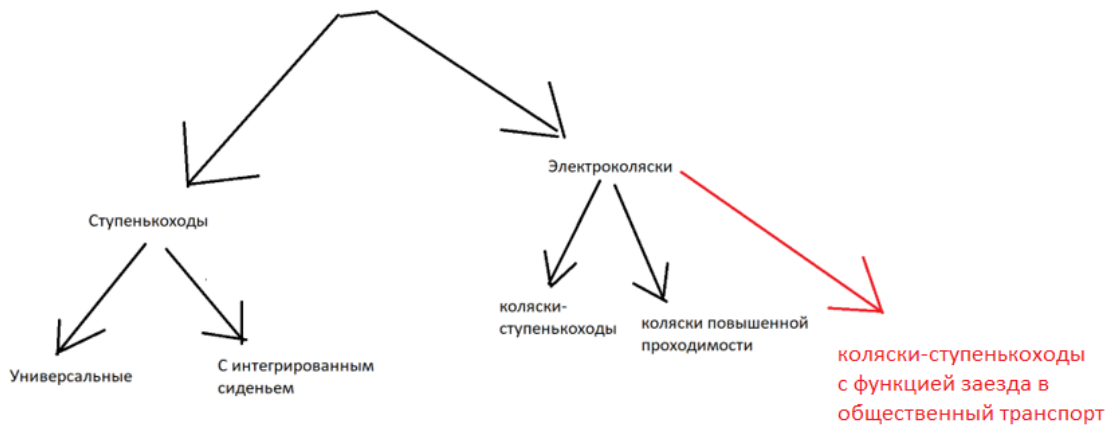 Электроколяски
Ступенькоходы
коляски-
ступенькоходы
коляски повышенной
проходимости
Универсальные
С интегрированным
сиденьем
коляски-ступенькоходы
с функцией заезда в
общественный транспорт